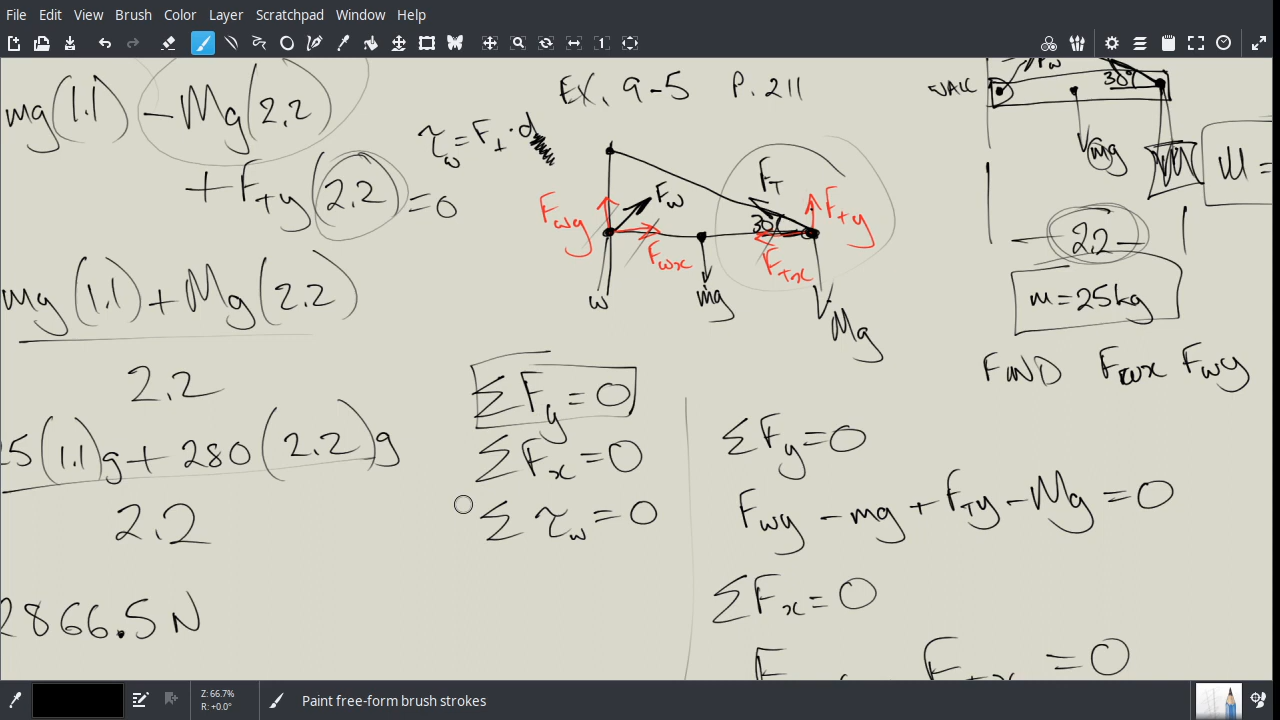 File Edit View Brush Color Layer Scratchpad Window Help
mg(1.1) - Mg(2.2)
+ FTy(2.2) = 0
mg(1.1) + Mg(2.2)
2.2
5(1.1)g + 280(2.2)g
2.2
2866.5 N
EX. 9-5 P. 211
τw = F⊥ · d
FT
Fw
30°
Fwy
Fwx
FTx
FTy
w
mg
Mg
ΣFy = 0
ΣFx = 0
Στw = 0
WALL
Fw
30°
mg
M
M =
2.2
m = 25kg
FIND Fwx Fwy
ΣFy = 0
Fwy - mg + FTy - Mg = 0
ΣFx = 0
= 0
Z: 66.7%
R: +0.0°
Paint free-form brush strokes